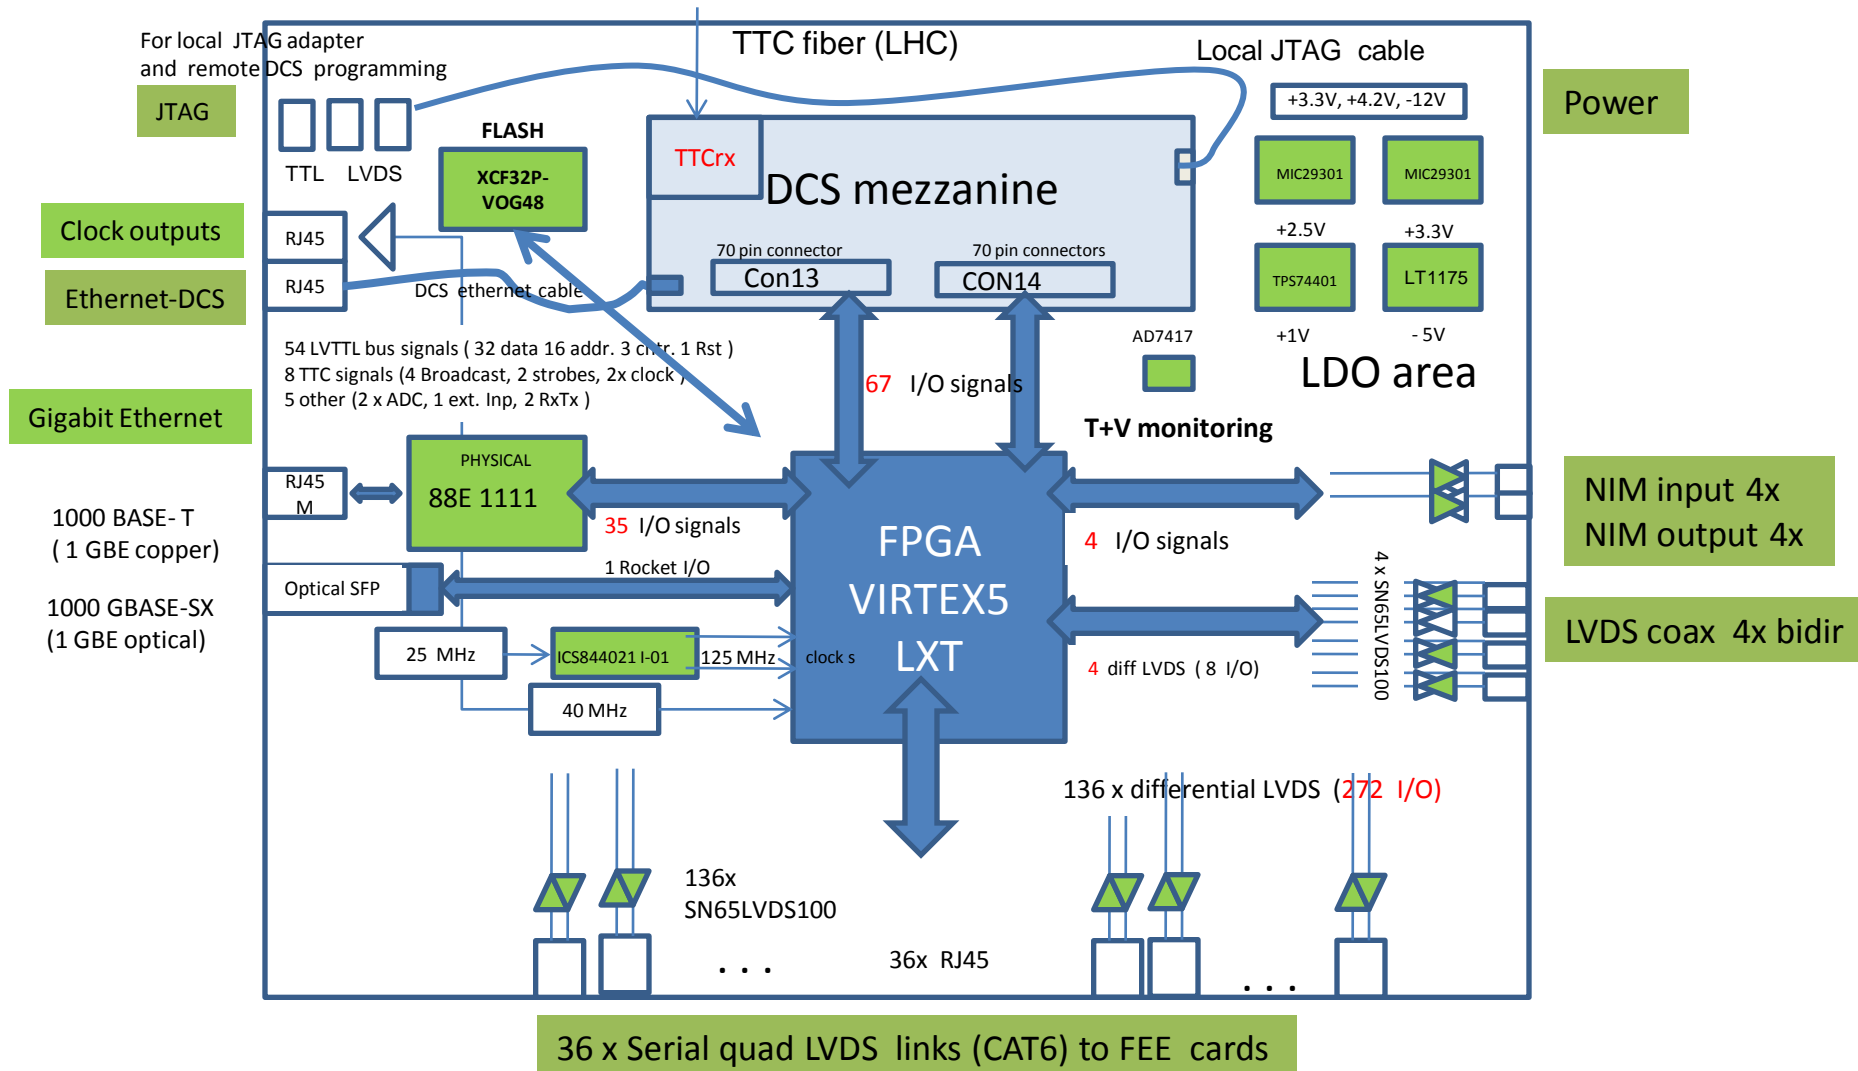 For local JTAG adapter
and remote DCS programming
JTAG
TTL LVDS
TTC fiber (LHC)
Local JTAG cable
+3.3V, +4.2V, -12V
Power
FLASH
XCF32P-
VOG48
TTCrx
DCS mezzanine
70 pin connector
Con13
70 pin connectors
CON14
MIC29301
MIC29301
+2.5V
+3.3V
TPS74401
LT1175
+1V
- 5V
LDO area
AD7417
T+V monitoring
Clock outputs
RJ45
Ethernet-DCS
RJ45
DCS ethernet cable
54 LVTTL bus signals ( 32 data 16 addr. 3 cntr. 1 Rst )
8 TTC signals (4 Broadcast, 2 strobes, 2x clock )
5 other (2 x ADC, 1 ext. Inp, 2 RxTx )
67 I/O signals
Gigabit Ethernet
RJ45
M
PHYSICAL
88E 1111
35 I/O signals
1000 BASE- T
( 1 GBE copper)
Optical SFP
1 Rocket I/O
1000 GBASE-SX
(1 GBE optical)
25 MHz
ICS844021 I-01
125 MHz
clock s
40 MHz
FPGA
VIRTEX5
LXT
4 I/O signals
NIM input 4x
NIM output 4x
4 diff LVDS ( 8 I/O)
4 x SN65LVDS100
LVDS coax 4x bidir
136 x differential LVDS (272 I/O)
136x
SN65LVDS100
. . .
36x RJ45
. . .
36 x Serial quad LVDS links (CAT6) to FEE cards